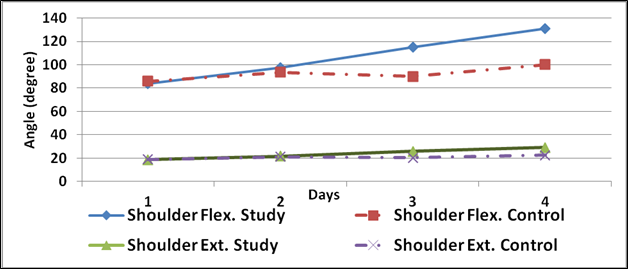 140
120
100
80
60
40
20
0
Angle (degree)
1 2 3 4
Days
Shoulder Flex. Study Shoulder Flex. Control
Shoulder Ext. Study Shoulder Ext. Control